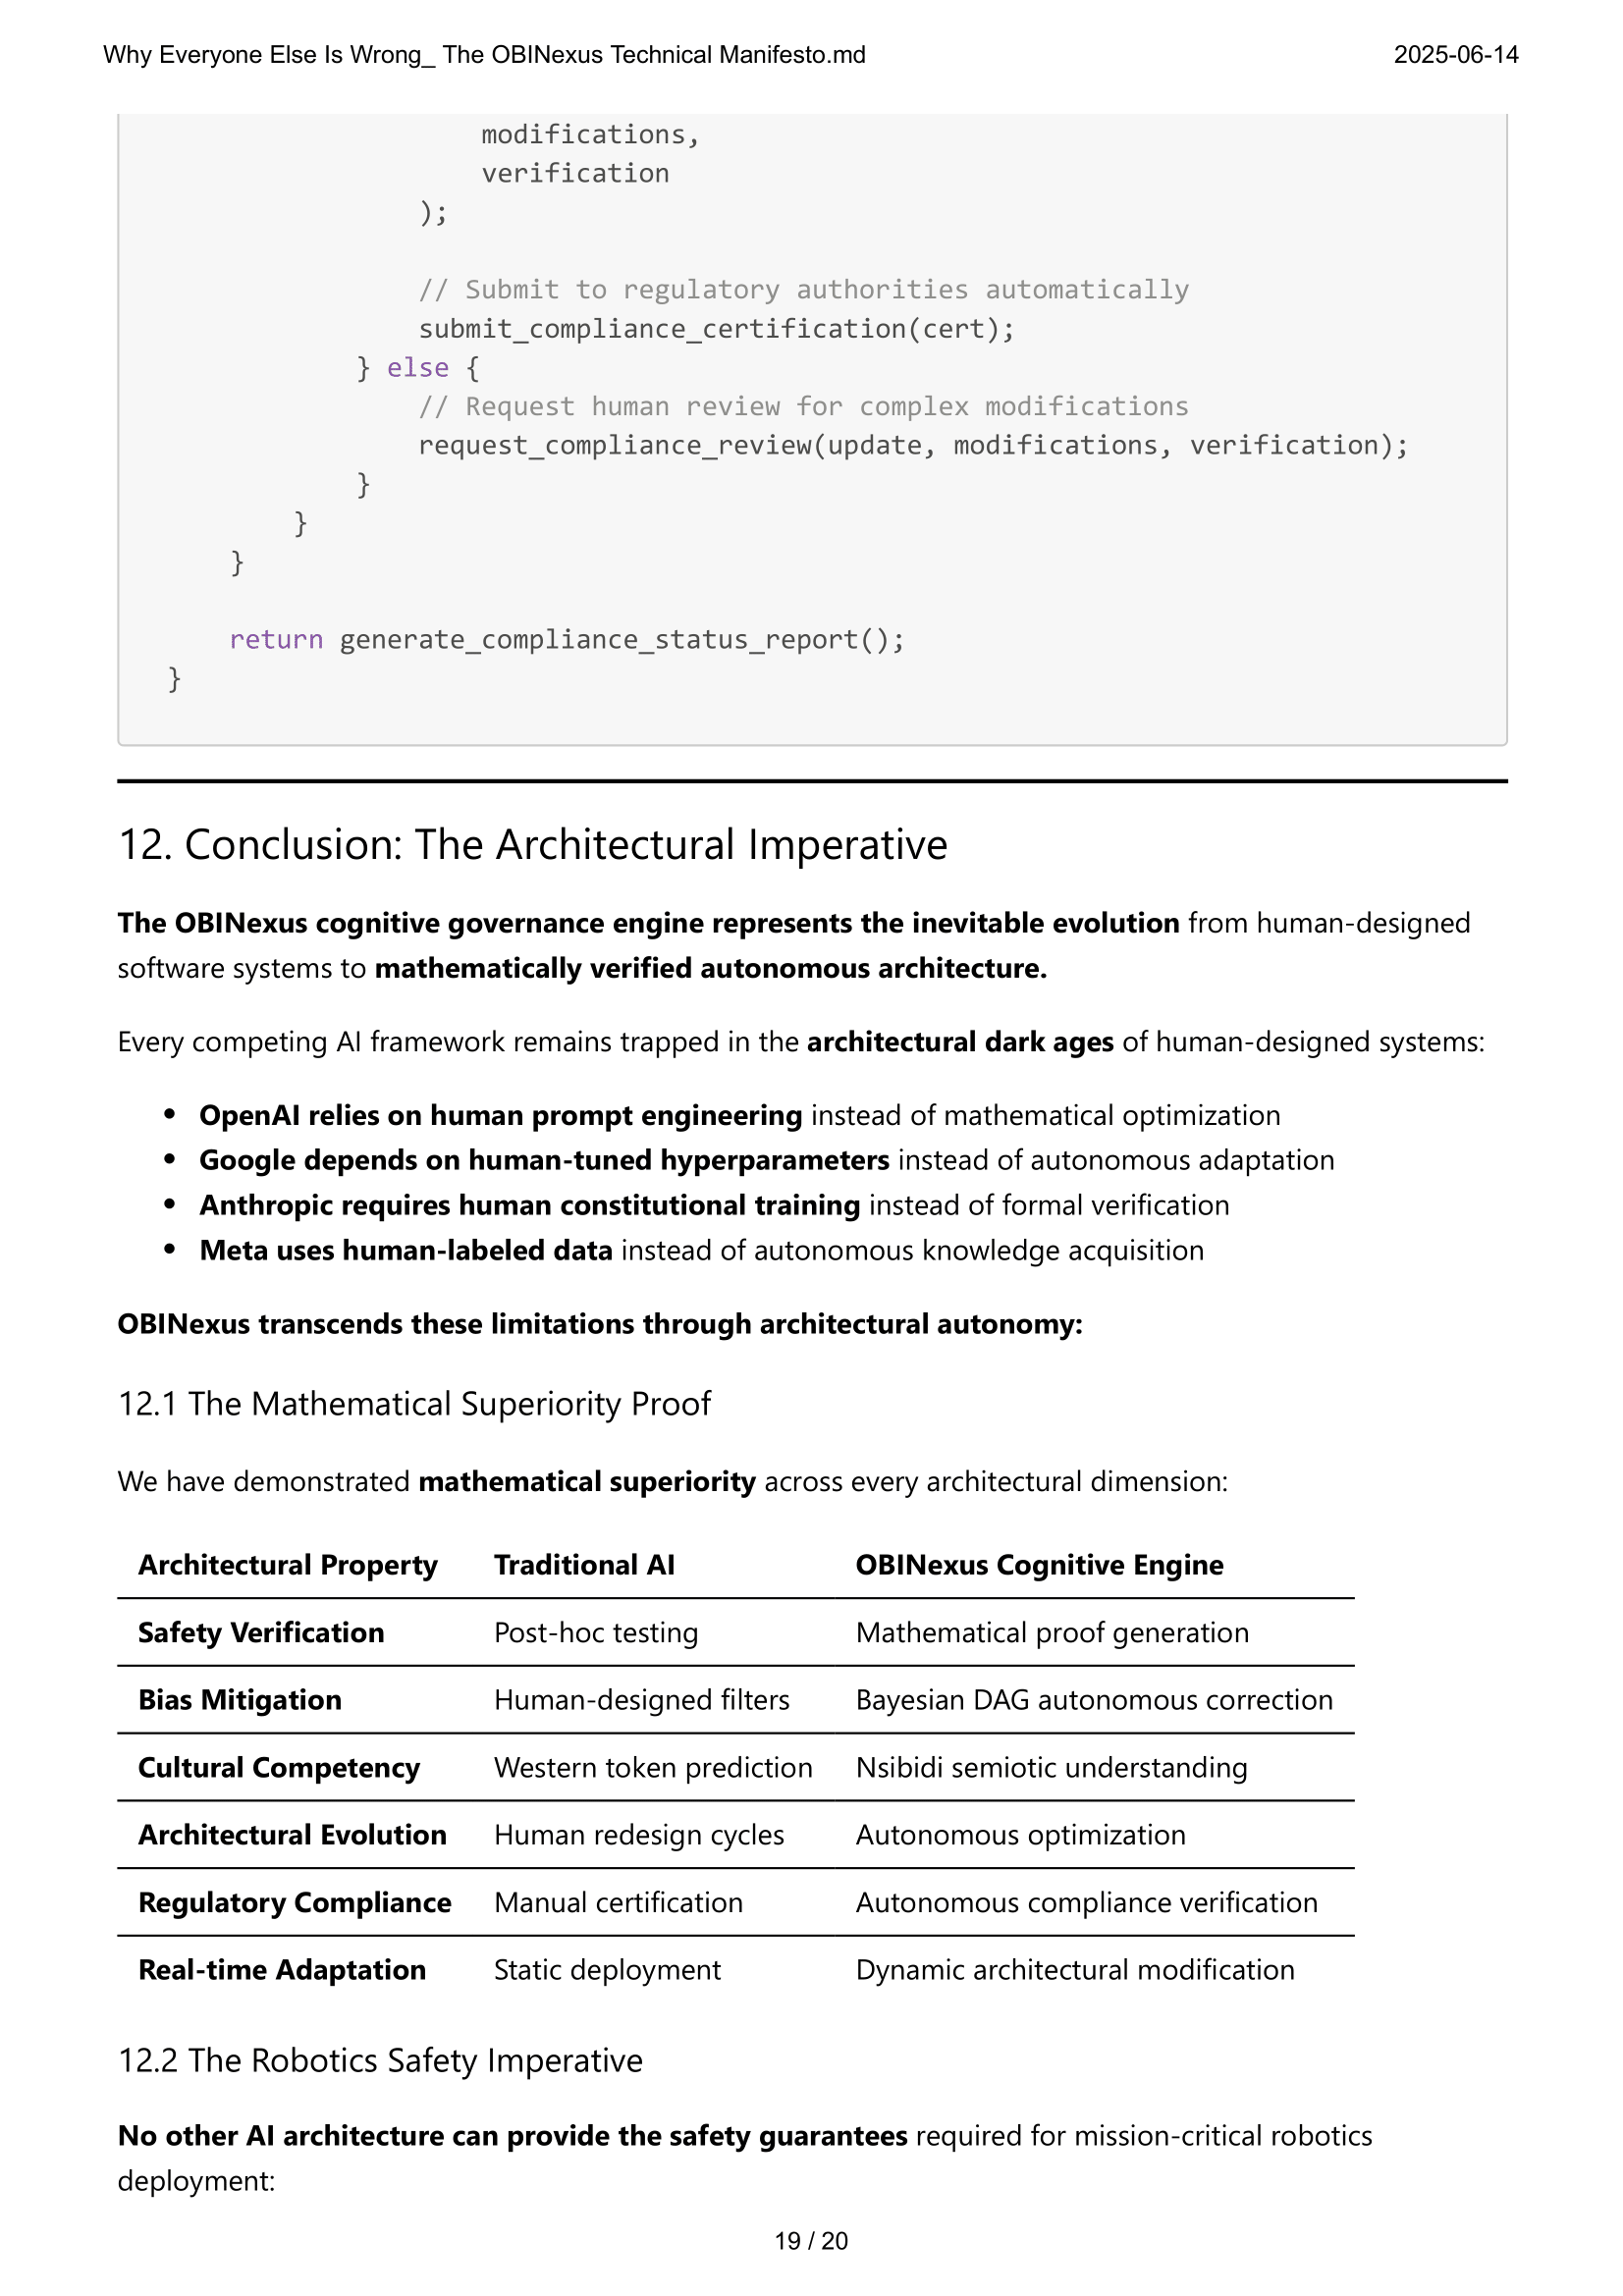 Why Everyone Else Is Wrong_ The OBINexus Technical Manifesto.md 2025-06-14
modifications,
verification
);
// Submit to regulatory authorities automatically
submit_compliance_certification(cert);
} else {
// Request human review for complex modifications
request_compliance_review(update, modifications, verification);
}
}
}
return generate_compliance_status_report();
}
12. Conclusion: The Architectural Imperative
The OBINexus cognitive governance engine represents the inevitable evolution from human-designed
software systems to mathematically verified autonomous architecture.
Every competing AI framework remains trapped in the architectural dark ages of human-designed systems:
• OpenAI relies on human prompt engineering instead of mathematical optimization
• Google depends on human-tuned hyperparameters instead of autonomous adaptation
• Anthropic requires human constitutional training instead of formal verification
• Meta uses human-labeled data instead of autonomous knowledge acquisition
OBINexus transcends these limitations through architectural autonomy:
12.1 The Mathematical Superiority Proof
We have demonstrated mathematical superiority across every architectural dimension:
Architectural Property Traditional AI OBINexus Cognitive Engine
Safety Verification Post-hoc testing Mathematical proof generation
Bias Mitigation Human-designed filters Bayesian DAG autonomous correction
Cultural Competency Western token prediction Nsibidi semiotic understanding
Architectural Evolution Human redesign cycles Autonomous optimization
Regulatory Compliance Manual certification Autonomous compliance verification
Real-time Adaptation Static deployment Dynamic architectural modification
12.2 The Robotics Safety Imperative
No other AI architecture can provide the safety guarantees required for mission-critical robotics
deployment:
19 / 20